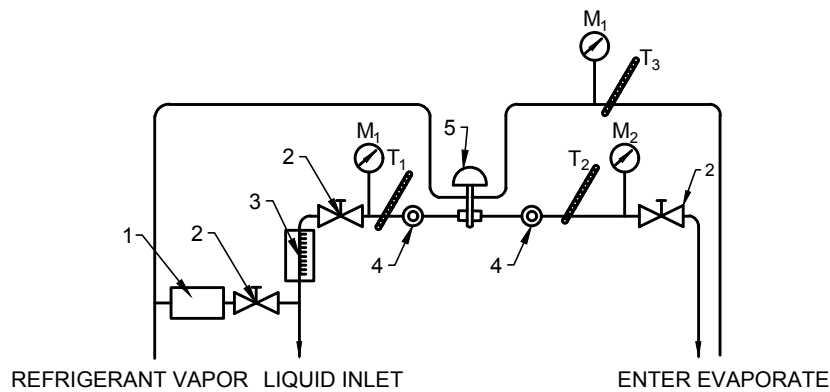 M1
T3
5
M1
M2
2
T1
T2
2
3
1
2
4
4
REFRIGERANT VAPOR
LIQUID INLET
ENTER EVAPORATE